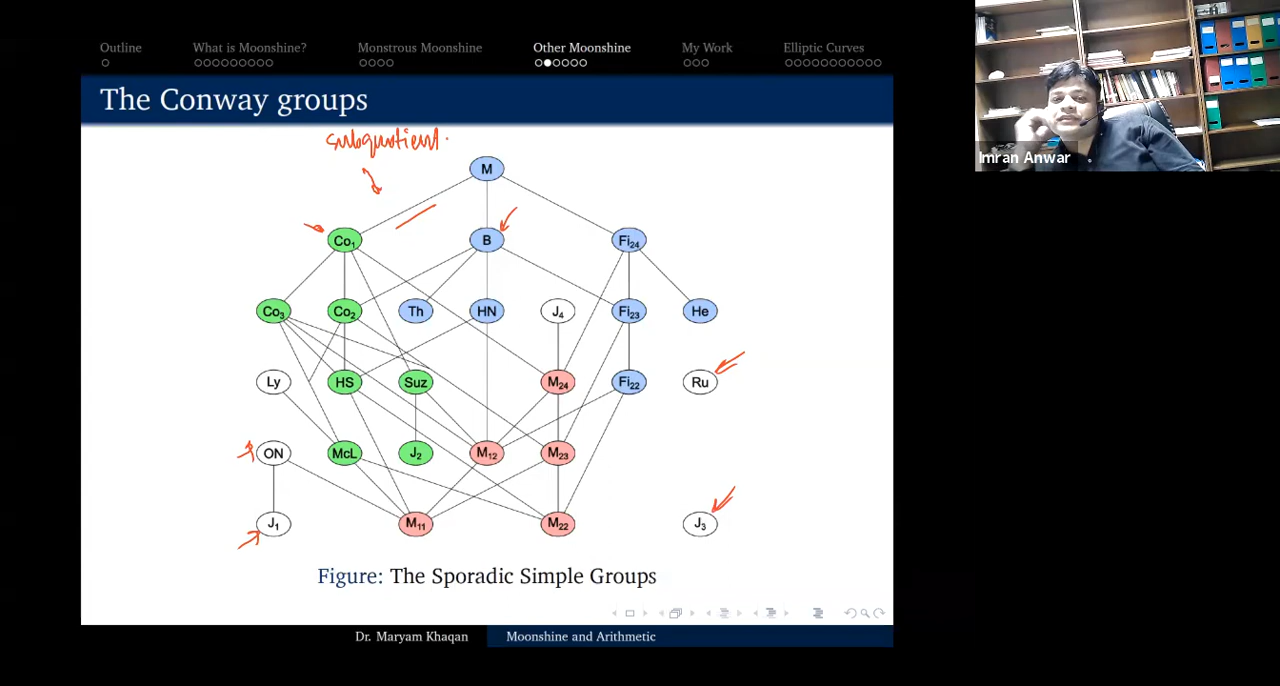 Outline What is Moonshine? Monstrous Moonshine Other Moonshine My Work Elliptic Curves
The Conway groups
subquotient.
M
Co1 B Fi24
Co3 Co2 Th HN J4 Fi23 He
Ly HS Suz M24 Fi22 Ru
ON McL J2 M12 M23
J1 M11 M22 J3
Figure: The Sporadic Simple Groups
Dr. Maryam Khaqan Moonshine and Arithmetic
Imran Anwar